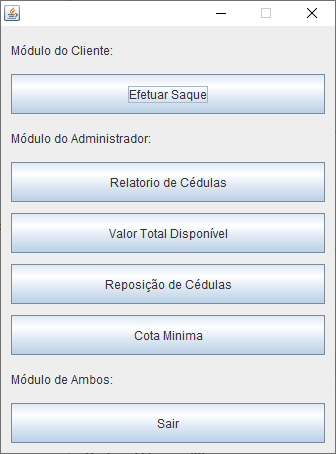 Módulo do Cliente:
Efetuar Saque
Módulo do Administrador:
Relatorio de Cédulas
Valor Total Disponível
Reposição de Cédulas
Cota Minima
Módulo de Ambos:
Sair